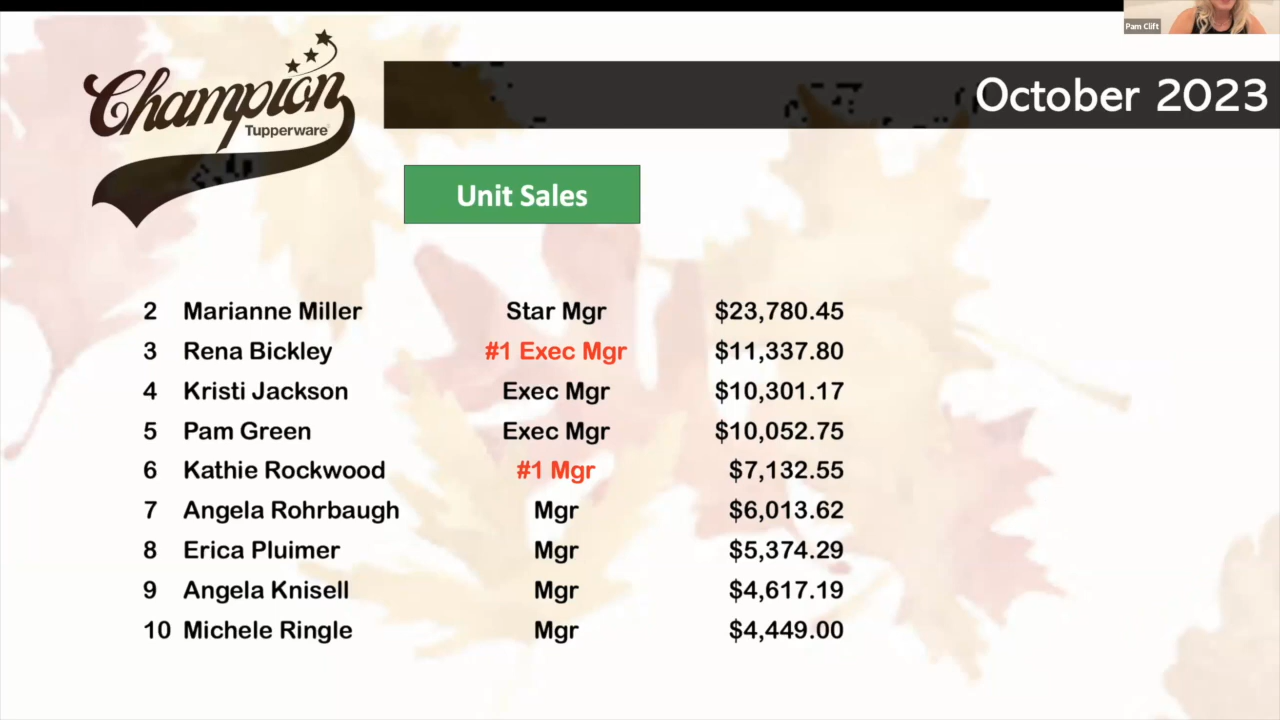 Pam Clift
Champion
Tupperware
October 2023
Unit Sales
2 Marianne Miller Star Mgr $23,780.45
3 Rena Bickley #1 Exec Mgr $11,337.80
4 Kristi Jackson Exec Mgr $10,301.17
5 Pam Green Exec Mgr $10,052.75
6 Kathie Rockwood #1 Mgr $7,132.55
7 Angela Rohrbaugh Mgr $6,013.62
8 Erica Pluimer Mgr $5,374.29
9 Angela Knisell Mgr $4,617.19
10 Michele Ringle Mgr $4,449.00